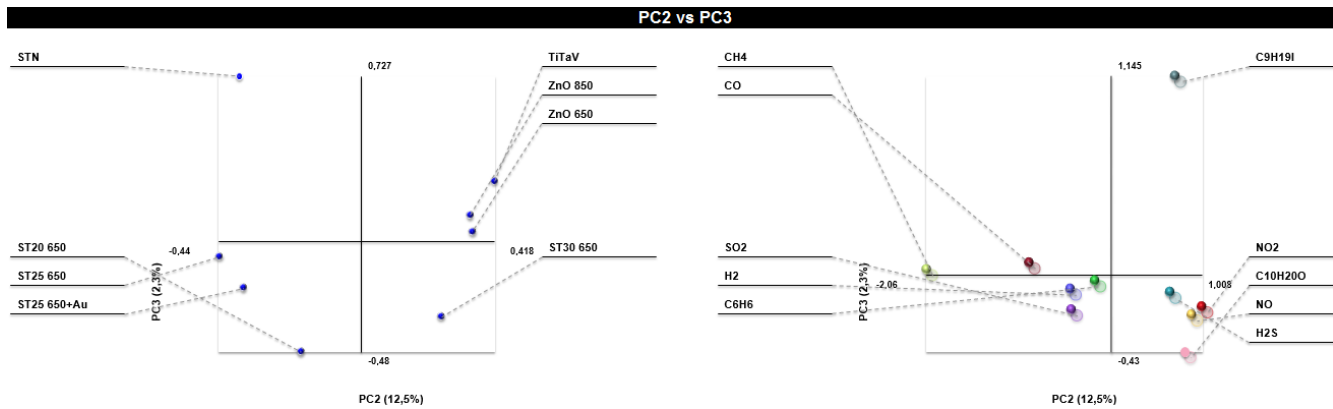 PC2 vs PC3
STN
0,727
TiTaV
ZnO 850
ZnO 650
ST20 650
ST25 650
ST25 650+Au
-0,44
0,418
ST30 650
PC3 (2,3%)
-0,48
PC2 (12,5%)
CH4
CO
1,145
C9H19I
SO2
H2
C6H6
-2,06
1,008
NO2
C10H20O
NO
H2S
PC3 (2,3%)
-0,43
PC2 (12,5%)